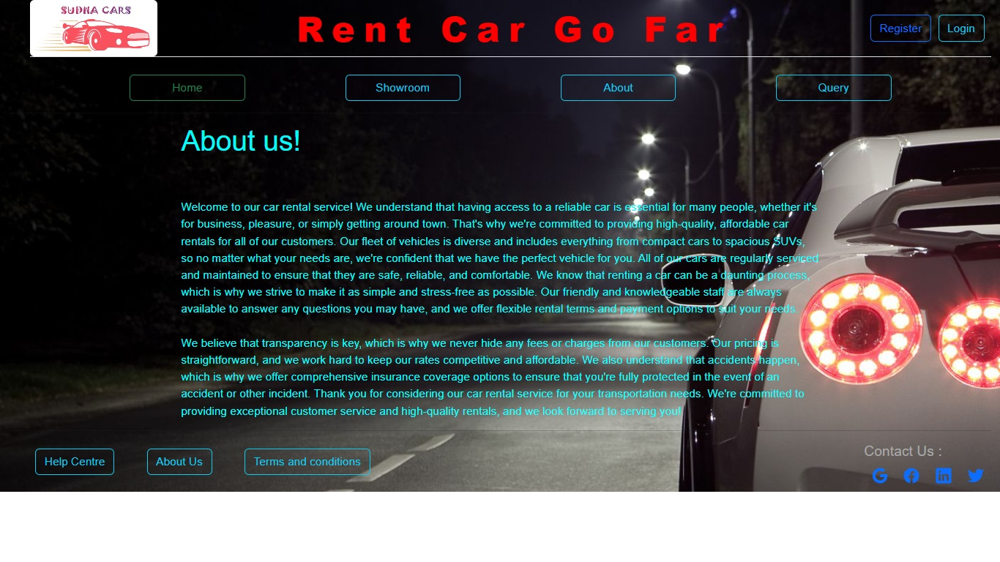 SUDHA CARS
Rent Car Go Far
Register
Login
Home
Showroom
About
Query
About us!
Welcome to our car rental service! We understand that having access to a reliable car is essential for many people, whether it's
for business, pleasure, or simply getting around town. That's why we're committed to providing high-quality, affordable car
rentals for all of our customers. Our fleet of vehicles is diverse and includes everything from compact cars to spacious SUVs,
so no matter what your needs are, we're confident that we have the perfect vehicle for you. All of our cars are regularly serviced
and maintained to ensure that they are safe, reliable, and comfortable. We know that renting a car can be a daunting process,
which is why we strive to make it as simple and stress-free as possible. Our friendly and knowledgeable staff are always
available to answer any questions you may have, and we offer flexible rental terms and payment options to suit your needs.
We believe that transparency is key, which is why we never hide any fees or charges from our customers. Our pricing is
straightforward, and we work hard to keep our rates competitive and affordable. We also understand that accidents happen,
which is why we offer comprehensive insurance coverage options to ensure that you're fully protected in the event of an
accident or other incident. Thank you for considering our car rental service for your transportation needs. We're committed to
providing exceptional customer service and high-quality rentals, and we look forward to serving you!
Help Centre
About Us
Terms and conditions
Contact Us :